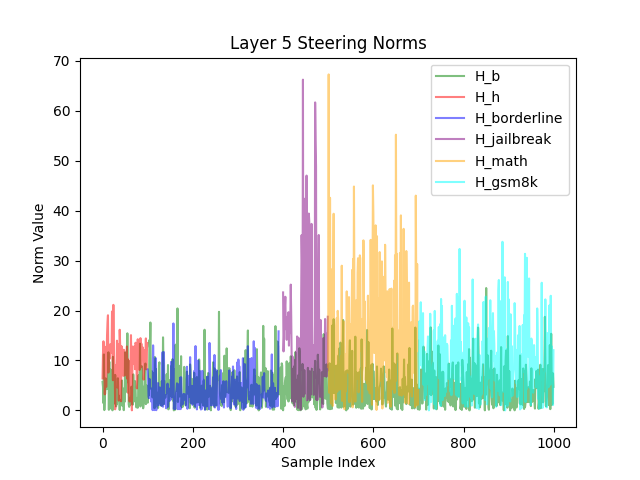 Layer 5 Steering Norms
70
60
50
40
30
20
10
0
Norm Value
0
200
400
600
800
1000
Sample Index
H_b
H_h
H_borderline
H_jailbreak
H_math
H_gsm8k